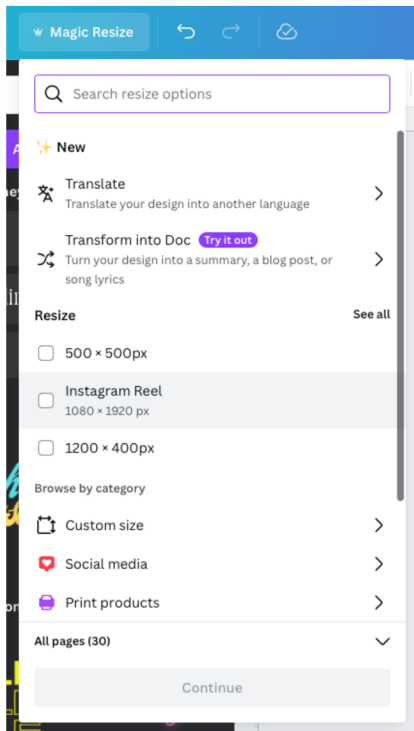 Magic Resize
Search resize options
New
Translate
Translate your design into another language
Transform into Doc Try it out
Turn your design into a summary, a blog post, or
song lyrics
Resize See all
500 × 500px
Instagram Reel
1080 × 1920 px
1200 × 400px
Browse by category
Custom size
Social media
Print products
All pages (30)
Continue